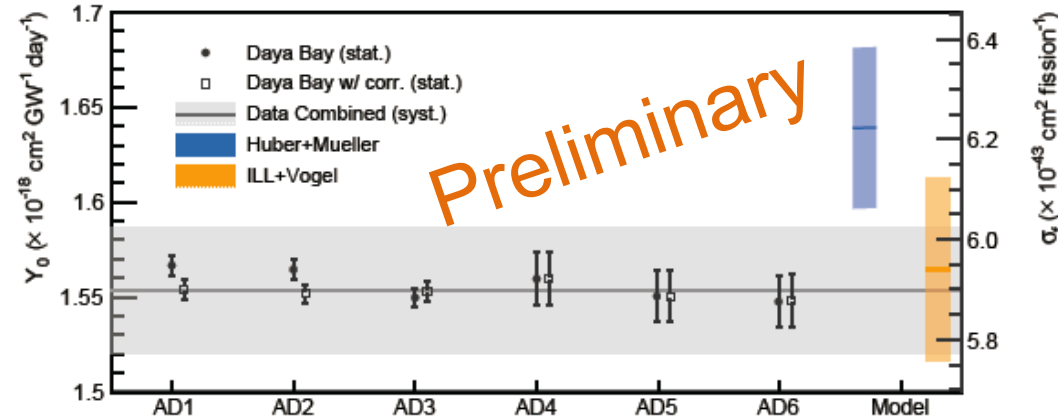 1.7
1.65
1.6
1.55
1.5
Y0 (× 10-18 cm2 GW-1 day-1)
Daya Bay (stat.)
Daya Bay w/ corr. (stat.)
Data Combined (syst.)
Huber+Mueller
ILL+Vogel
Preliminary
6.4
6.2
6.0
5.8
σf (× 10-43 cm2 fission-1)
AD1 AD2 AD3 AD4 AD5 AD6 Model